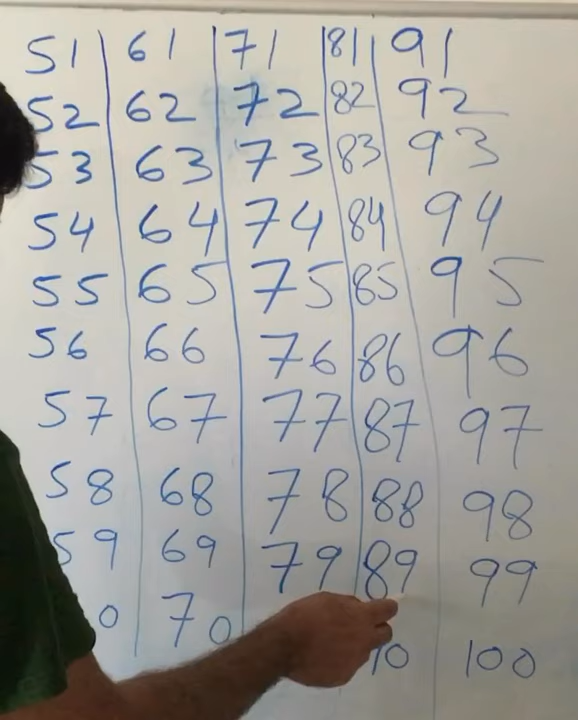 51 61 71 81 91
52 62 72 82 92
53 63 73 83 93
54 64 74 84 94
55 65 75 85 95
56 66 76 86 96
57 67 77 87 97
58 68 78 88 98
59 69 79 89 99
0 70 100